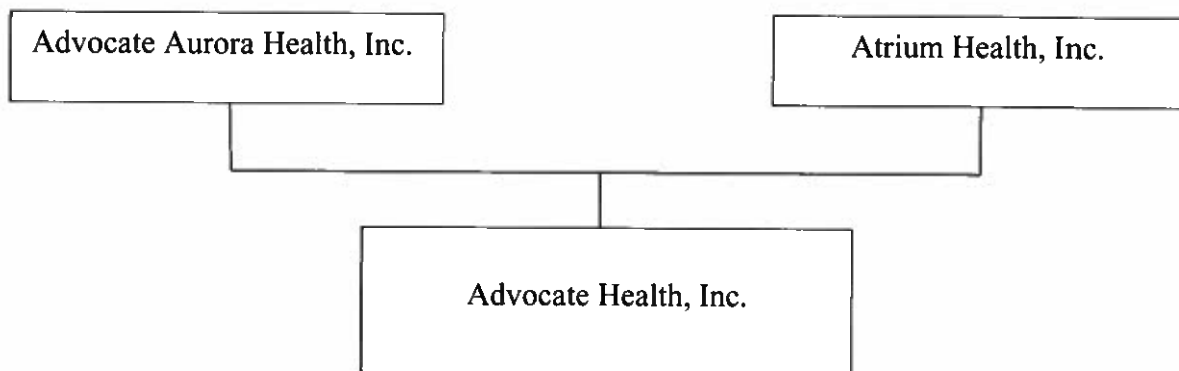 Advocate Aurora Health, Inc.
Atrium Health, Inc.
Advocate Health, Inc.